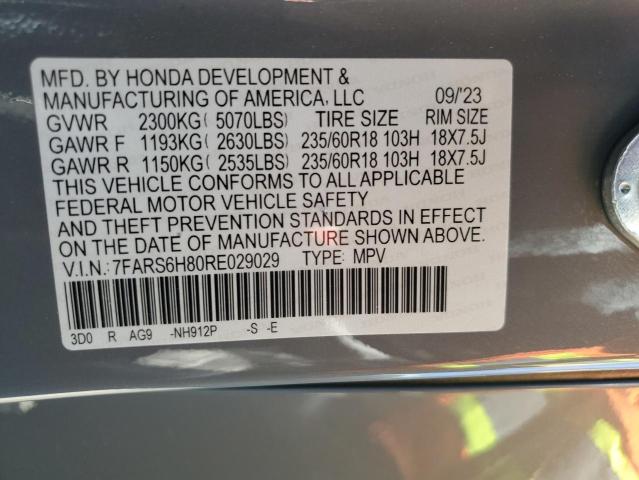 MFD. BY HONDA DEVELOPMENT &
MANUFACTURING OF AMERICA, LLC 09/'23
GVWR 2300KG ( 5070LBS) TIRE SIZE RIM SIZE
GAWR F 1193KG ( 2630LBS) 235/60R18 103H 18X7.5J
GAWR R 1150KG ( 2535LBS) 235/60R18 103H 18X7.5J
THIS VEHICLE CONFORMS TO ALL APPLICABLE
FEDERAL MOTOR VEHICLE SAFETY
AND THEFT PREVENTION STANDARDS IN EFFECT
ON THE DATE OF MANUFACTURE SHOWN ABOVE.
V.I.N.:7FARS6H80RE029029 TYPE: MPV
3D0 R AG9 -NH912P -S -E